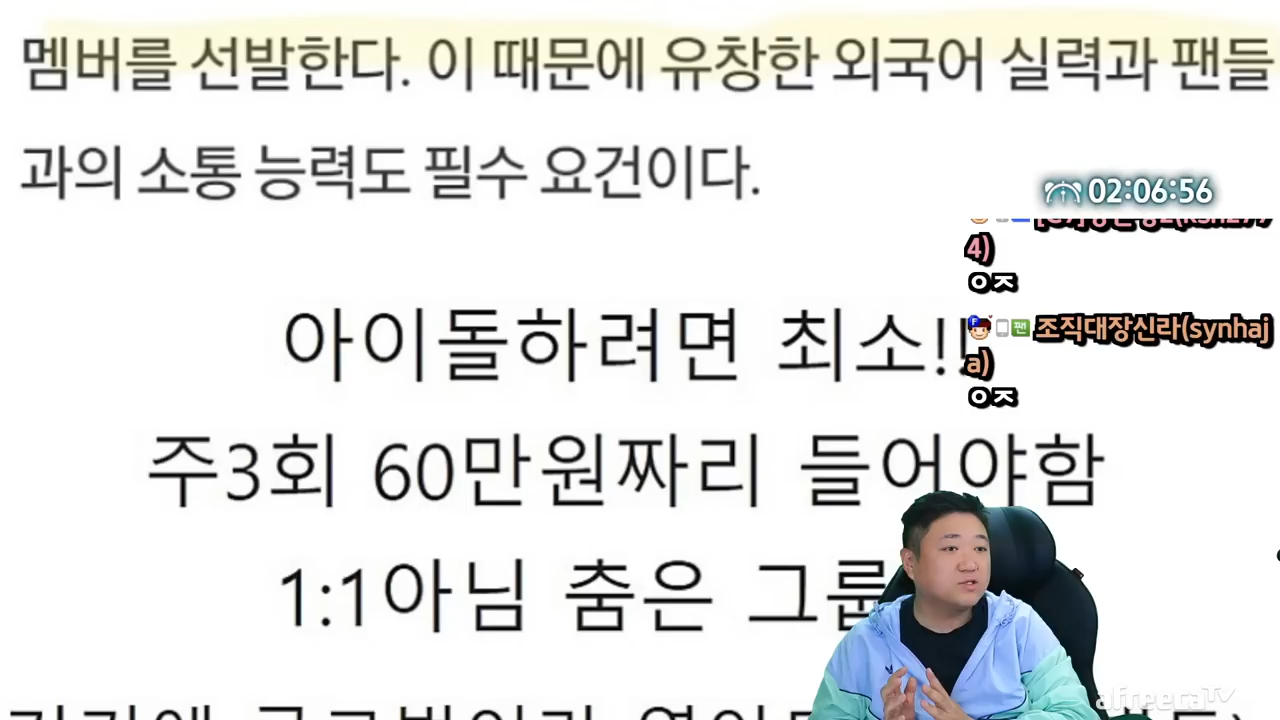 멤버를 선발한다. 이 때문에 유창한 외국어 실력과 팬들
과의 소통 능력도 필수 요건이다.
02:06:56
4)
ㅇㅈ
조직대장신라(synhaj
a)
ㅇㅈ
아이돌하려면 최소!!
주3회 60만원짜리 들어야함
1:1아님 춤은 그룹
afreecaTV